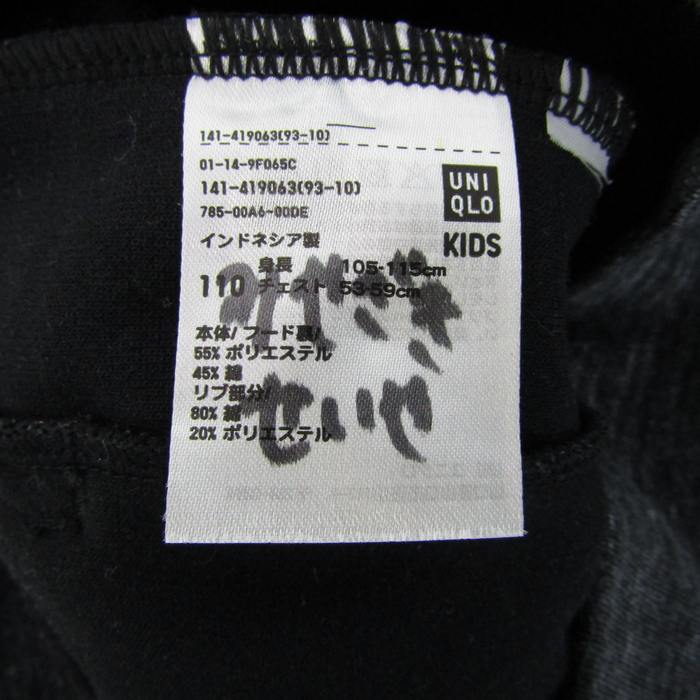 141-419063(93-10)
01-14-9F065C
141-419063(93-10)
785-00A6-00DE
UNI
QLO
KIDS
インドネシア製
身長 105-115cm
110 チェスト 53-59cm
本体/フード裏/
55% ポリエステル
45% 綿
リブ部分/
80% 綿
20% ポリエステル
せいや